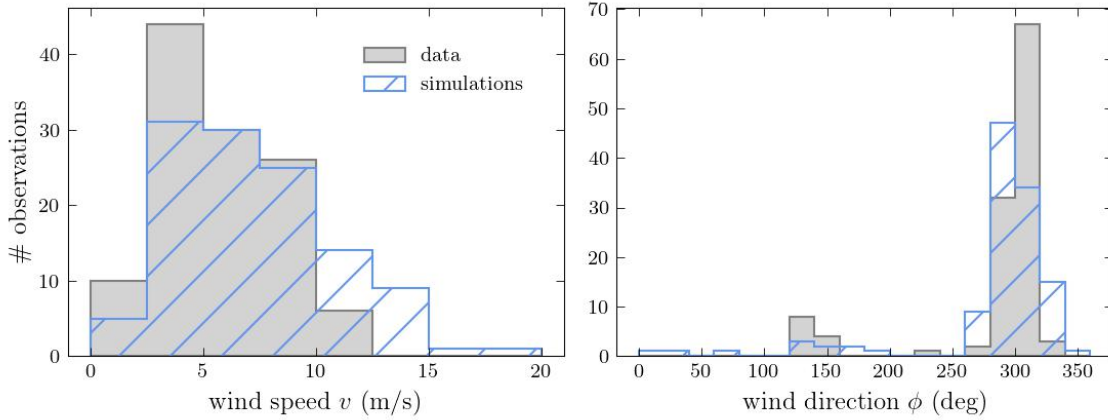 # observations
40
30
20
10
0
0 5 10 15 20
wind speed v (m/s)
data
simulations
70
60
50
40
30
20
10
0
0 50 100 150 200 250 300 350
wind direction ϕ (deg)